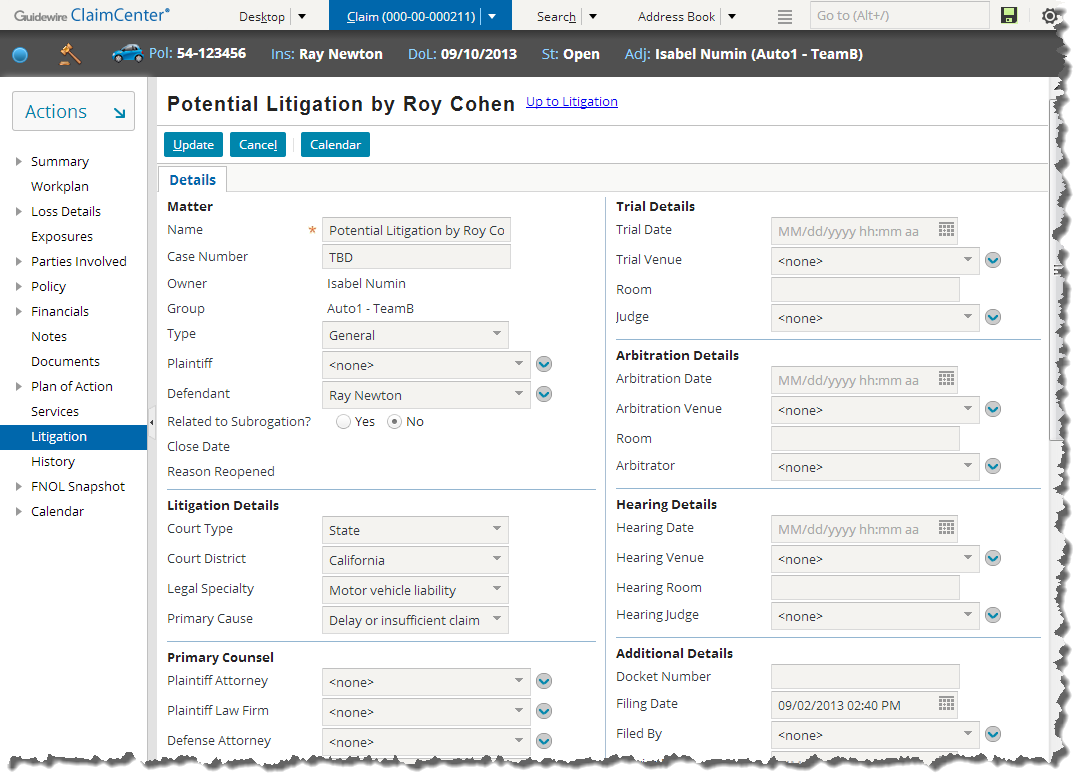 Guidewire ClaimCenter® Desktop Claim (000-00-000211) Search Address Book Go to (Alt+/)
Pol: 54-123456 Ins: Ray Newton DoL: 09/10/2013 St: Open Adj: Isabel Numin (Auto1 - TeamB)
Actions
Summary
Workplan
Loss Details
Exposures
Parties Involved
Policy
Financials
Notes
Documents
Plan of Action
Services
Litigation
History
FNOL Snapshot
Calendar
Potential Litigation by Roy Cohen Up to Litigation
Update Cancel Calendar
Details
Matter
Name * Potential Litigation by Roy Co
Case Number TBD
Owner Isabel Numin
Group Auto1 - TeamB
Type General
Plaintiff <none>
Defendant Ray Newton
Related to Subrogation? Yes No
Close Date
Reason Reopened
Litigation Details
Court Type State
Court District California
Legal Specialty Motor vehicle liability
Primary Cause Delay or insufficient claim
Primary Counsel
Plaintiff Attorney <none>
Plaintiff Law Firm <none>
Defense Attorney <none>
Trial Details
Trial Date MM/dd/yyyy hh:mm aa
Trial Venue <none>
Room
Judge <none>
Arbitration Details
Arbitration Date MM/dd/yyyy hh:mm aa
Arbitration Venue <none>
Room
Arbitrator <none>
Hearing Details
Hearing Date MM/dd/yyyy hh:mm aa
Hearing Venue <none>
Hearing Room
Hearing Judge <none>
Additional Details
Docket Number
Filing Date 09/02/2013 02:40 PM
Filed By <none>